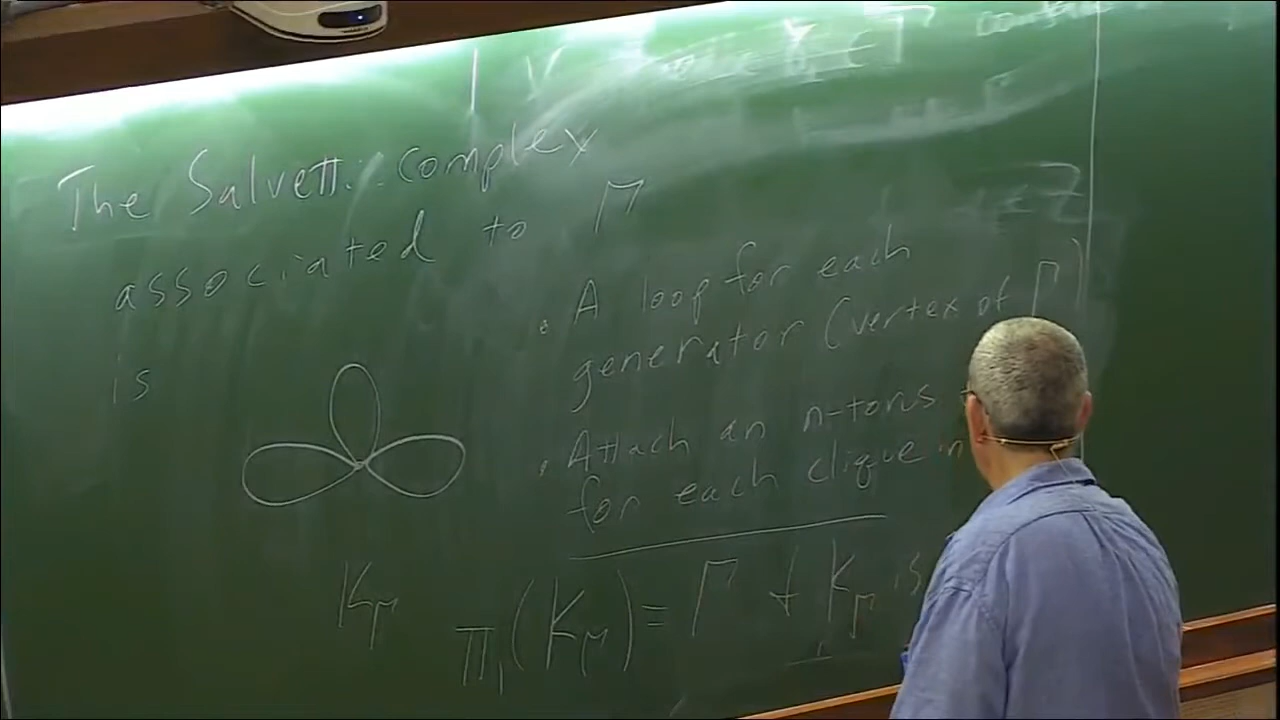 The Salvetti complex
associated to Γ
is
• A loop for each
generator (vertex of Γ)
• Attach an n-torus
for each clique in
K_Γ
π₁(K_Γ) = Γ + K_Γ is